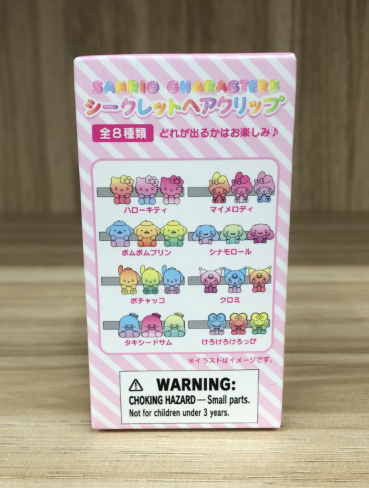 SANRIO CHARACTERS
シークレットヘアクリップ
全8種類 どれが出るかはお楽しみ♪
ハローキティ マイメロディ
ポムポムプリン シナモロール
ポチャッコ クロミ
タキシードサム けろけろけろっぴ
※イラストはイメージです。
⚠ WARNING:
CHOKING HAZARD — Small parts.
Not for children under 3 years.